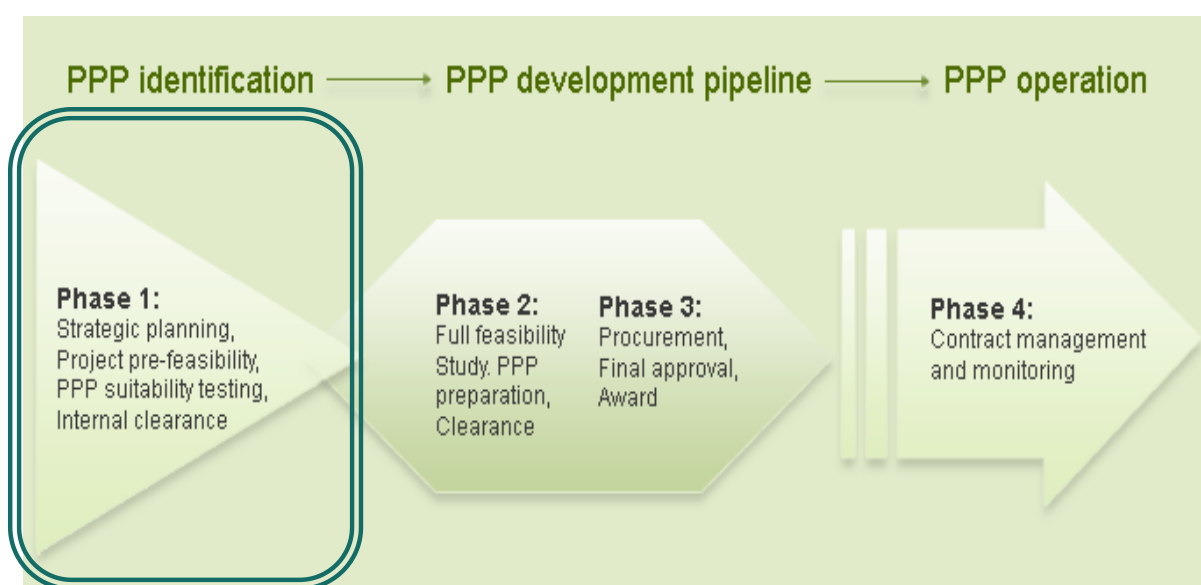 PPP identification
PPP development pipeline
PPP operation
Phase 1:
Strategic planning,
Project pre-feasibility,
PPP suitability testing,
Internal clearance
Phase 2:
Full feasibility
Study. PPP
preparation,
Clearance
Phase 3:
Procurement,
Final approval,
Award
Phase 4:
Contract management
and monitoring